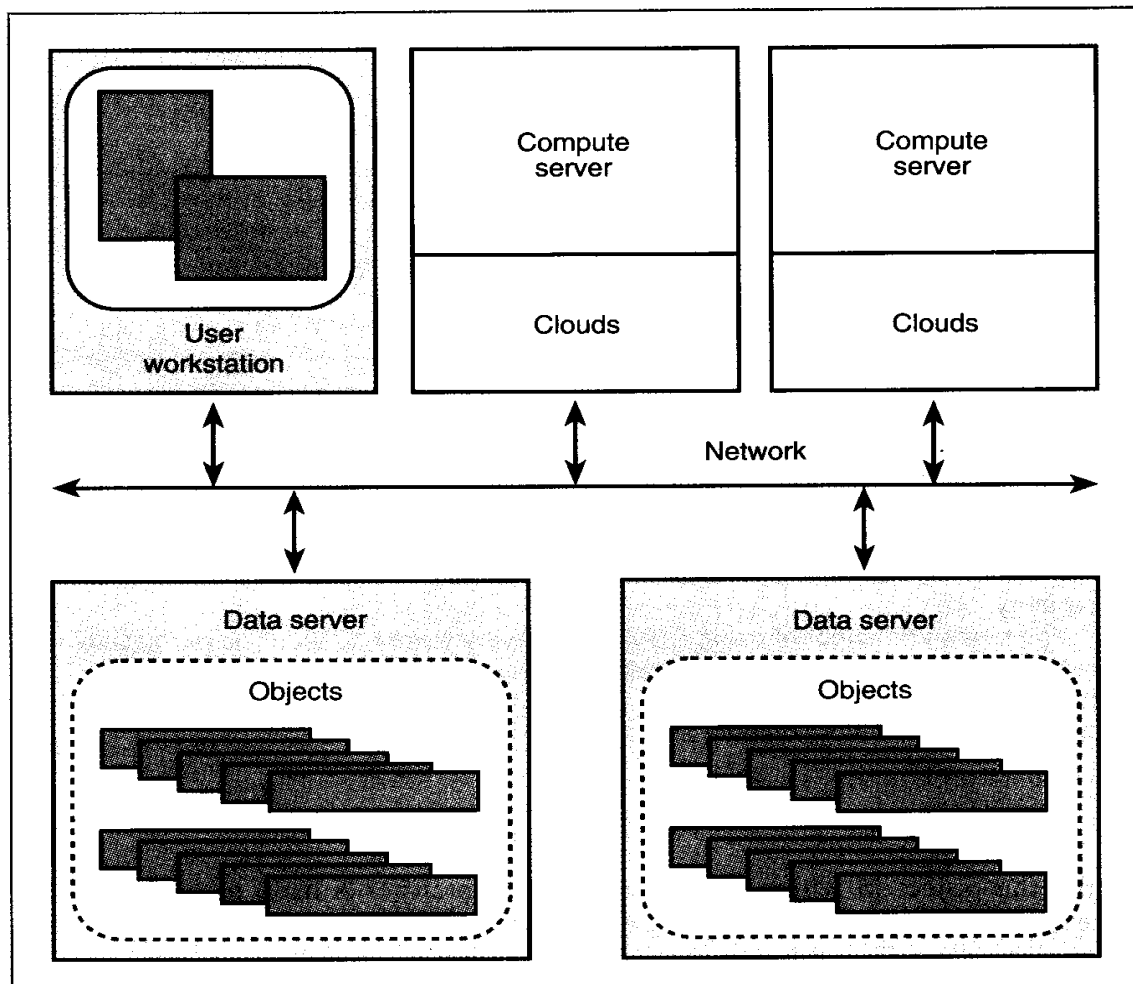 Compute
server
Compute
server
Clouds
Clouds
User
workstation
Network
Data server
Data server
Objects
Objects